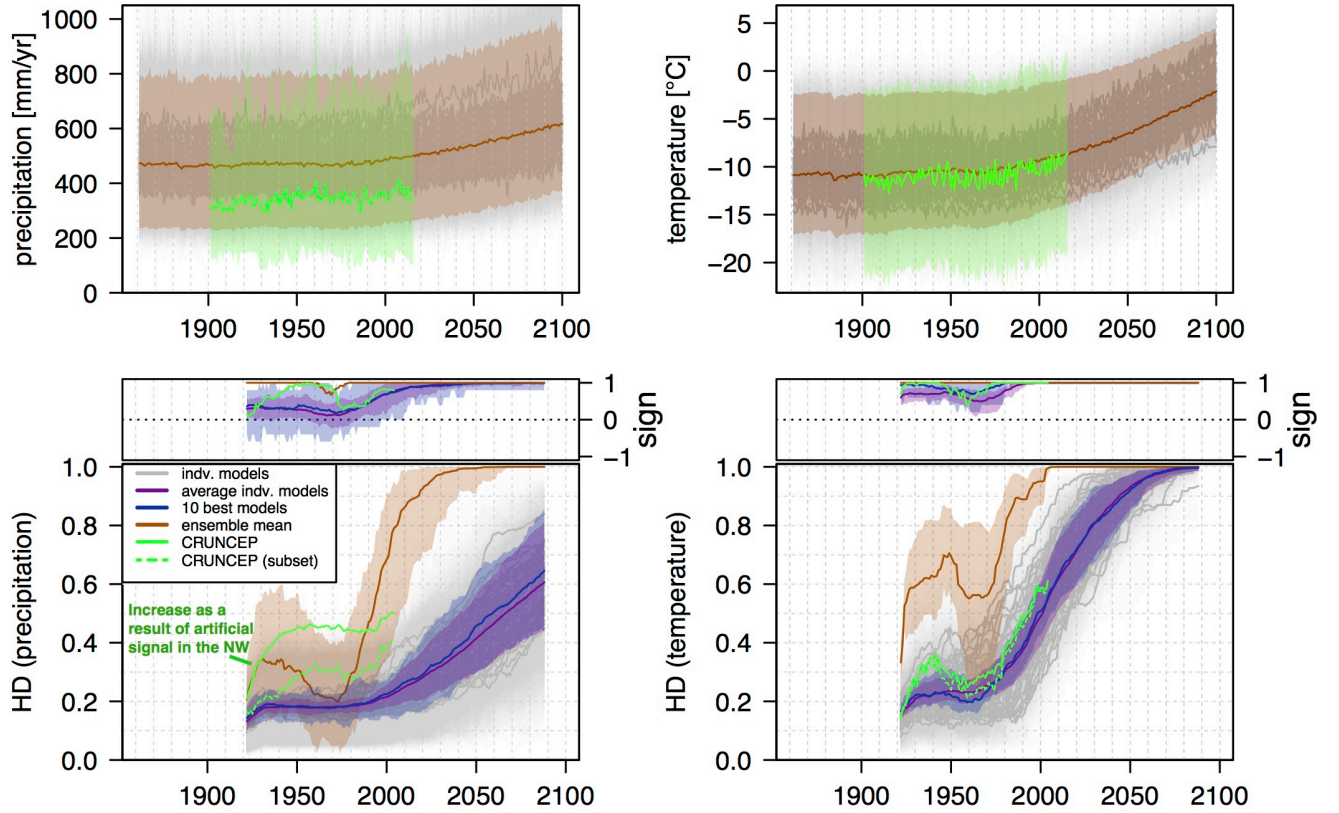 precipitation [mm/yr]
1000
800
600
400
200
0
1900 1950 2000 2050 2100
temperature [°C]
5
0
−5
−10
−15
−20
1900 1950 2000 2050 2100
1
0
−1
sign
1
0
−1
sign
HD (precipitation)
1.0
0.8
0.6
0.4
0.2
0.0
indv. models
average indv. models
10 best models
ensemble mean
CRUNCEP
CRUNCEP (subset)
Increase as a
result of artificial
signal in the NW
1900 1950 2000 2050 2100
HD (temperature)
1.0
0.8
0.6
0.4
0.2
0.0
1900 1950 2000 2050 2100